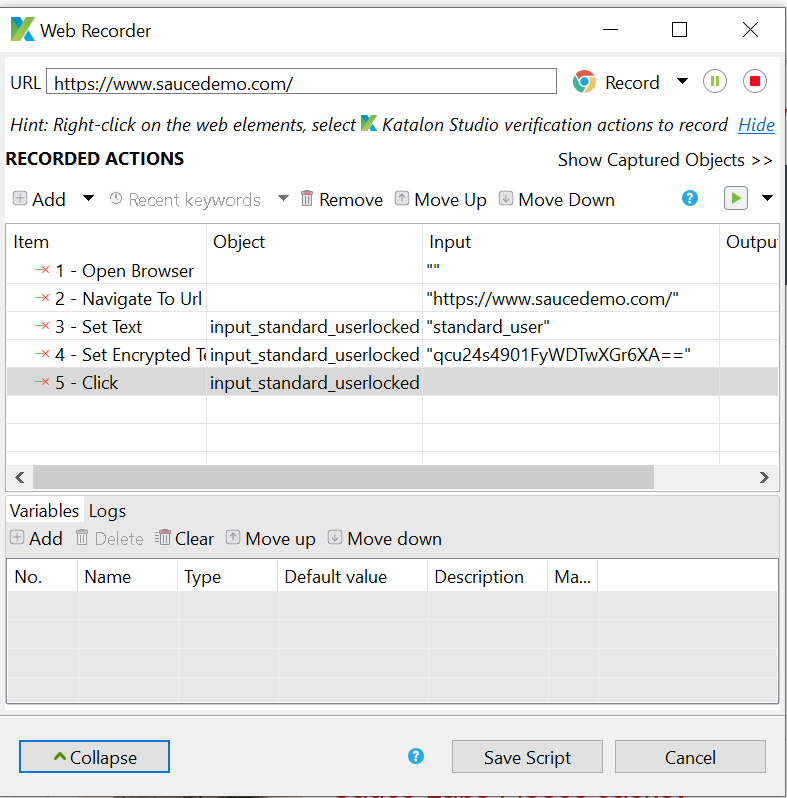 Web Recorder
URL https://www.saucedemo.com/ Record
Hint: Right-click on the web elements, select Katalon Studio verification actions to record Hide
RECORDED ACTIONS
Show Captured Objects >>
Add Recent keywords Remove Move Up Move Down
Item Object Input Outpu
1 - Open Browser ""
2 - Navigate To Url "https://www.saucedemo.com/"
3 - Set Text input_standard_userlocked "standard_user"
4 - Set Encrypted Te input_standard_userlocked "qcu24s4901FyWDTwXGr6XA=="
5 - Click input_standard_userlocked
Variables Logs
Add Delete Clear Move up Move down
No. Name Type Default value Description Ma...
Collapse Save Script Cancel